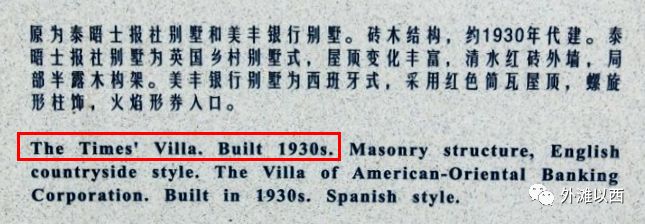 原为泰晤士报社别墅和美丰银行别墅。砖木结构，约1930年代建。泰
晤士报社别墅为英国乡村别墅式，屋顶变化丰富，清水红砖外墙，局
部半露木构架。美丰银行别墅为西班牙式，采用红色筒瓦屋顶，螺旋
形柱饰，火焰形券入口。
The Times' Villa. Built 1930s. Masonry structure, English
countryside style. The Villa of American-Oriental Banking
Corporation. Built in 1930s. Spanish style.
外滩以西